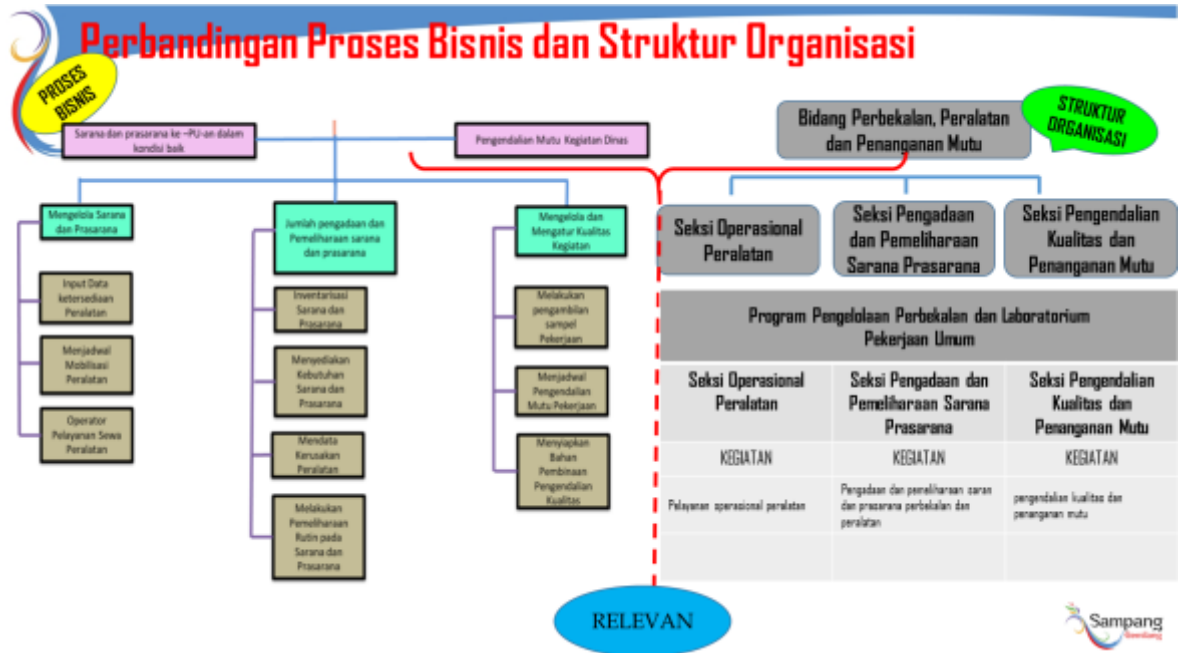 Perbandingan Proses Bisnis dan Struktur Organisasi
PROSES
BISNIS
Sarana dan prasarana ke –PU-an dalam
kondisi baik
Pengendalian Mutu Kegiatan Dinas
Mengelola Sarana
dan Prasarana
Input Data
ketersediaan
Peralatan
Menjadwal
Mobilisasi
Peralatan
Operator
Pelayanan Sewa
Peralatan
Jumlah pengadaan dan
Pemeliharaan sarana
dan prasarana
Inventarisasi
Sarana dan
Prasarana
Menyediakan
Kebutuhan
Sarana dan
Prasarana
Mendata
Kerusakan
Peralatan
Melakukan
Pemeliharaan
Rutin pada
Sarana dan
Prasarana
Mengelola dan
Mengatur Kualitas
Kegiatan
Melakukan
pengambilan
sampel
Pekerjaan
Menjadwal
Pengendalian
Mutu Pekerjaan
Menyiapkan
Bahan
Pembinaan
Pengendalian
Kualitas
Bidang Perbekalan, Peralatan
dan Penanganan Mutu
STRUKTUR
ORGANISASI
Seksi Operasional
Peralatan
Seksi Pengadaan
dan Pemeliharaan
Sarana Prasarana
Seksi Pengendalian
Kualitas dan
Penanganan Mutu
Program Pengelolaan Perbekalan dan Laboratorium
Pekerjaan Umum
Seksi Operasional
Peralatan
Seksi Pengadaan dan
Pemeliharaan Sarana
Prasarana
Seksi Pengendalian
Kualitas dan
Penanganan Mutu
KEGIATAN
KEGIATAN
KEGIATAN
Pelayanan operasional peralatan
Pengadaan dan pemeliharaan saran
dan prasarana perbekalan dan
peralatan
pengendalian kualitas dan
penanganan mutu
RELEVAN
Sampang